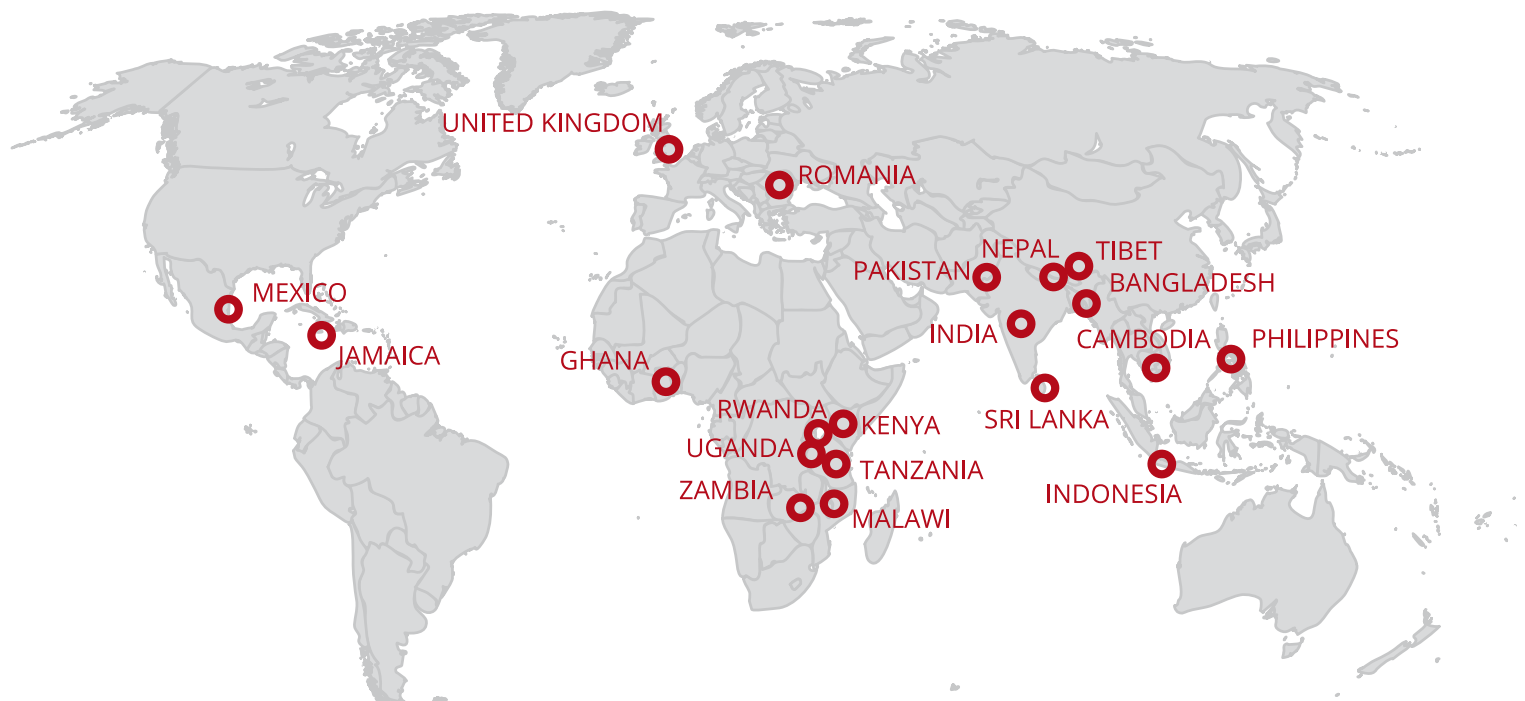 UNITED KINGDOM
ROMANIA
NEPAL
TIBET
PAKISTAN
BANGLADESH
MEXICO
INDIA
CAMBODIA
PHILIPPINES
JAMAICA
GHANA
RWANDA
KENYA
SRI LANKA
UGANDA
TANZANIA
ZAMBIA
INDONESIA
MALAWI